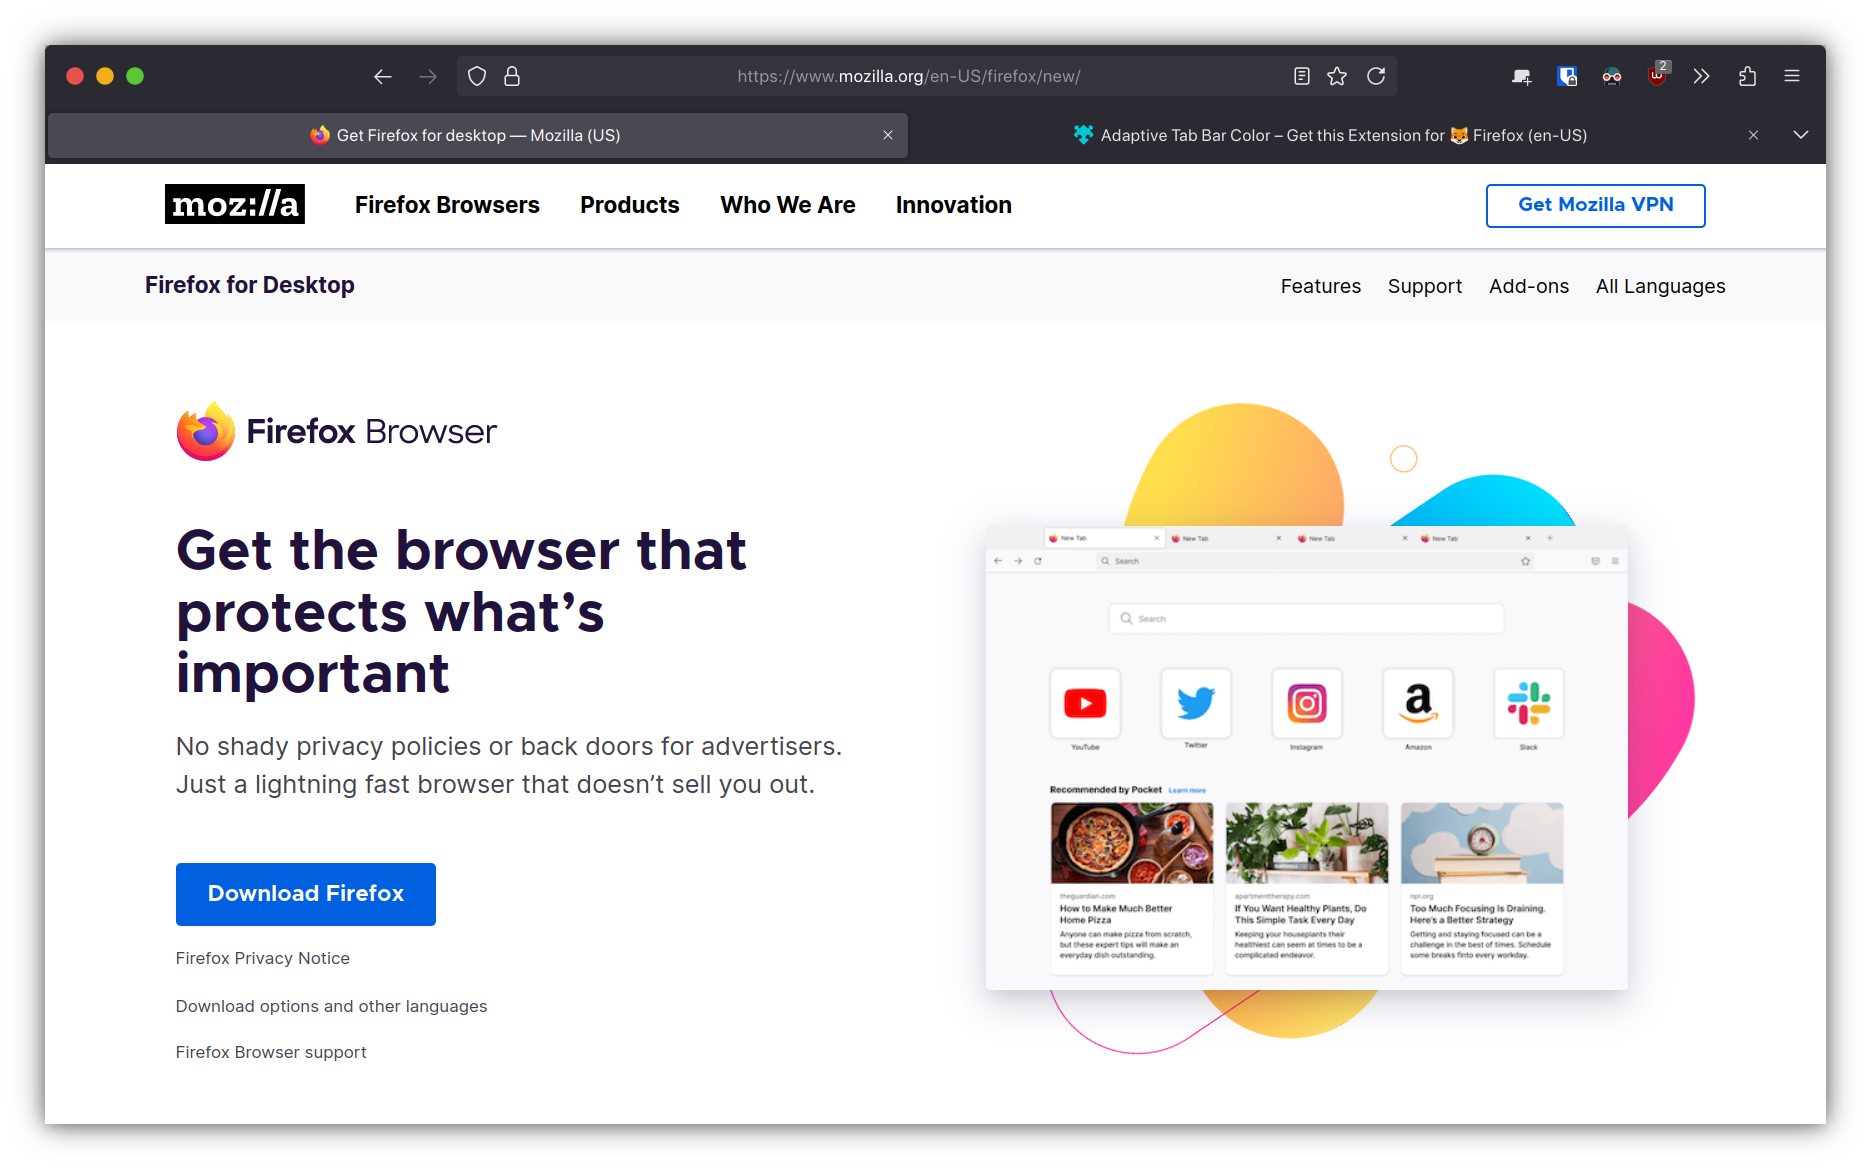 https://www.mozilla.org/en-US/firefox/new/
2
Get Firefox for desktop — Mozilla (US)
Adaptive Tab Bar Color – Get this Extension for 🦊 Firefox (en-US)
moz://a
Firefox Browsers
Products
Who We Are
Innovation
Get Mozilla VPN
Firefox for Desktop
Features
Support
Add-ons
All Languages
Firefox Browser
Get the browser that
protects what’s
important
No shady privacy policies or back doors for advertisers.
Just a lightning fast browser that doesn’t sell you out.
Download Firefox
Firefox Privacy Notice
Download options and other languages
Firefox Browser support
New Tab
New Tab
New Tab
New Tab
Search
Search
YouTube
Twitter
Instagram
Amazon
Slack
Recommended by Pocket
Learn more
theguardian.com
How to Make Much Better
Home Pizza
Anyone can make pizza from scratch,
but these expert tips will make an
everyday dish outstanding.
apartmenttherapy.com
If You Want Healthy Plants, Do
This Simple Task Every Day
Keeping your houseplants their
healthiest can seem at times to be a
complicated endeavor.
npr.org
Too Much Focusing Is Draining.
Here's a Better Strategy
Getting and staying focused can be a
challenge in the best of times. Schedule
some breaks finto every workday.